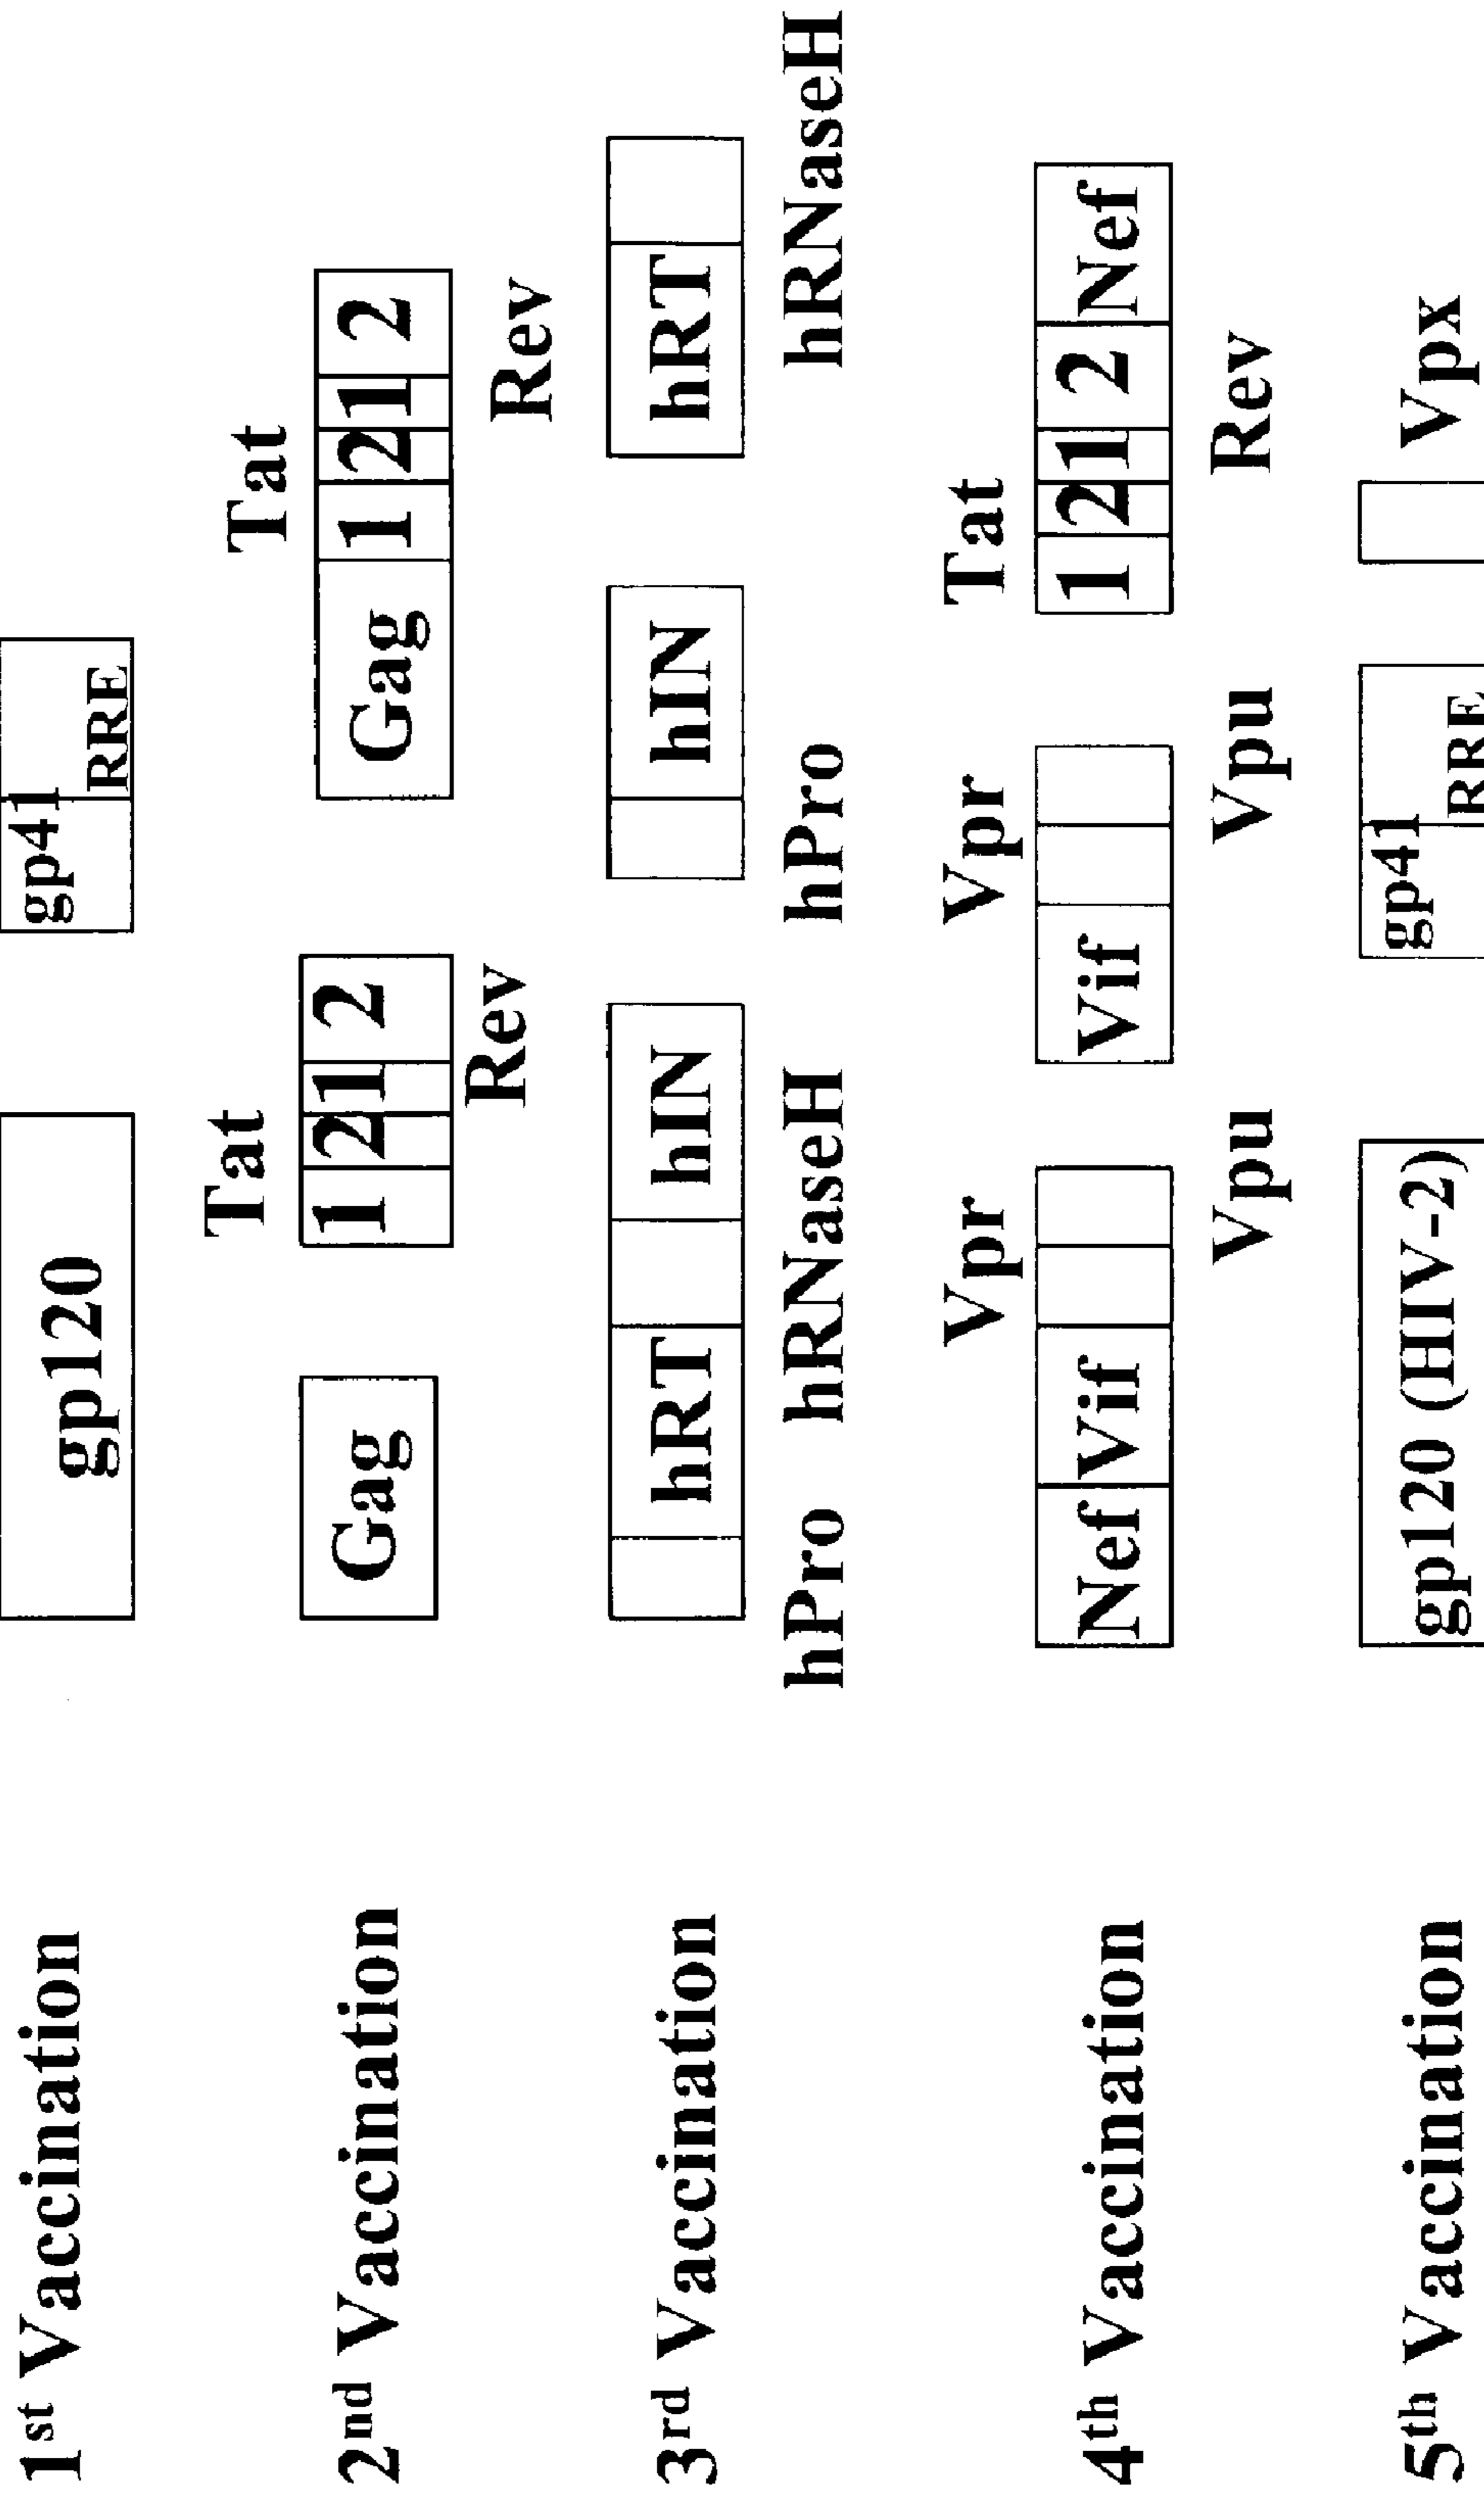 1st Vaccination gp120 gp41
RRE
Tat Tat
2nd Vaccination Gag 1 2 1 2 Gag 1 2 1 2
Rev Rev
3rd Vaccination hRT hIN hIN hRT
hPro hRNaseH hPro hRNaseH
Vpr Vpr Tat
4th Vaccination Nef Vif Vif 1 2 1 2 Nef
Vpu Vpu Rev
5th Vaccination gp120 (HIV-2) gp41 Vpx
RRE